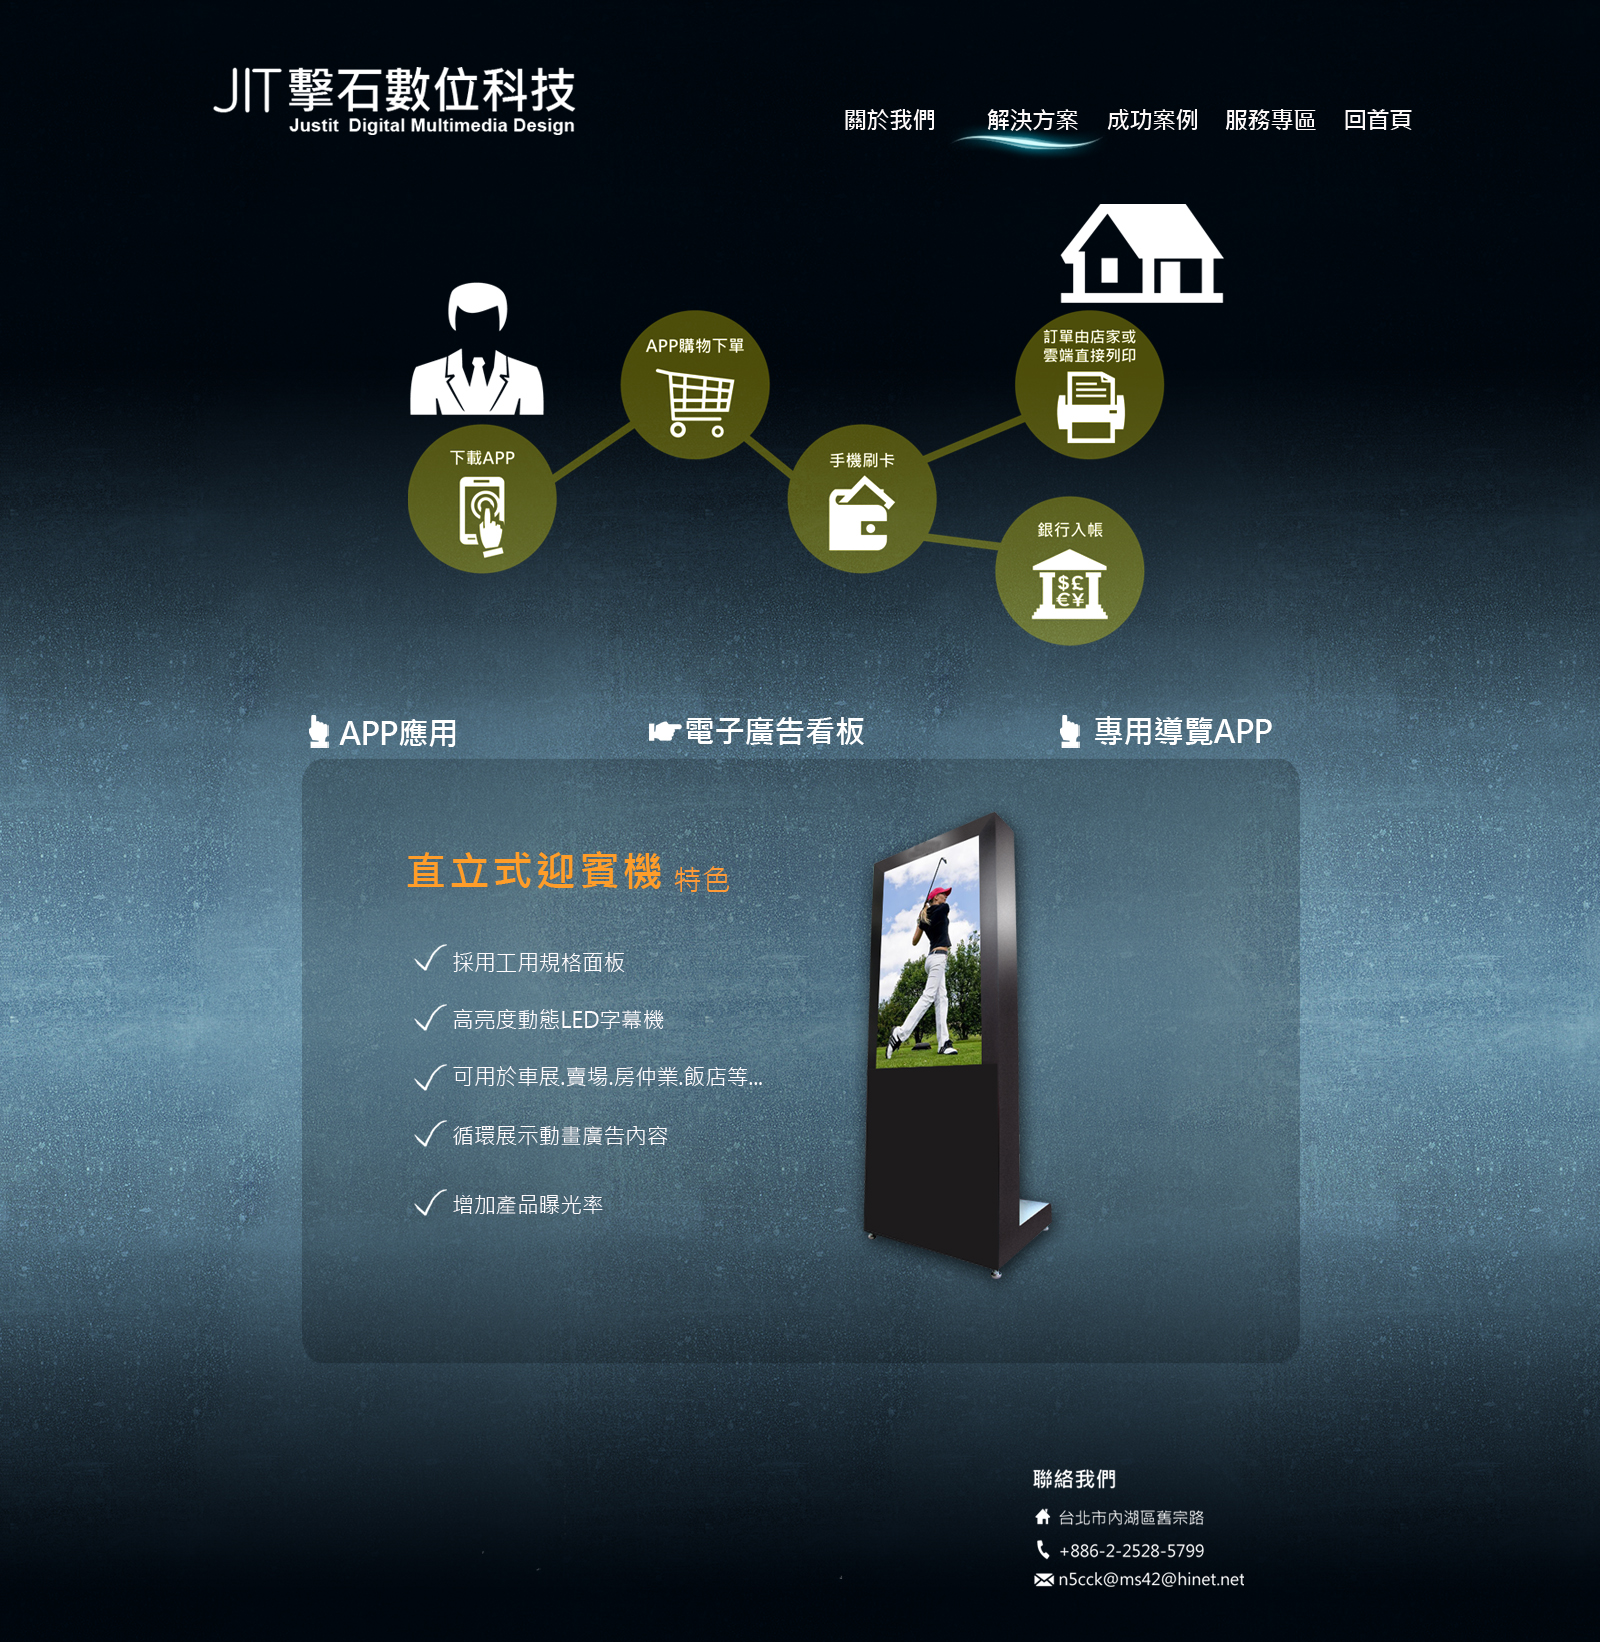 JIT擊石數位科技
Justit Digital Multimedia Design
關於我們 解決方案 成功案例 服務專區 回首頁
訂單由店家或
雲端直接列印
APP購物下單
下載APP
手機刷卡
銀行入帳
$£
€¥
APP應用 電子廣告看板 專用導覽APP
直立式迎賓機 特色
採用工用規格面板
高亮度動態LED字幕機
可用於車展.賣場.房仲業.飯店等...
循環展示動畫廣告內容
增加產品曝光率
聯絡我們
台北市內湖區舊宗路
+886-2-2528-5799
n5cck@ms42@hinet.net